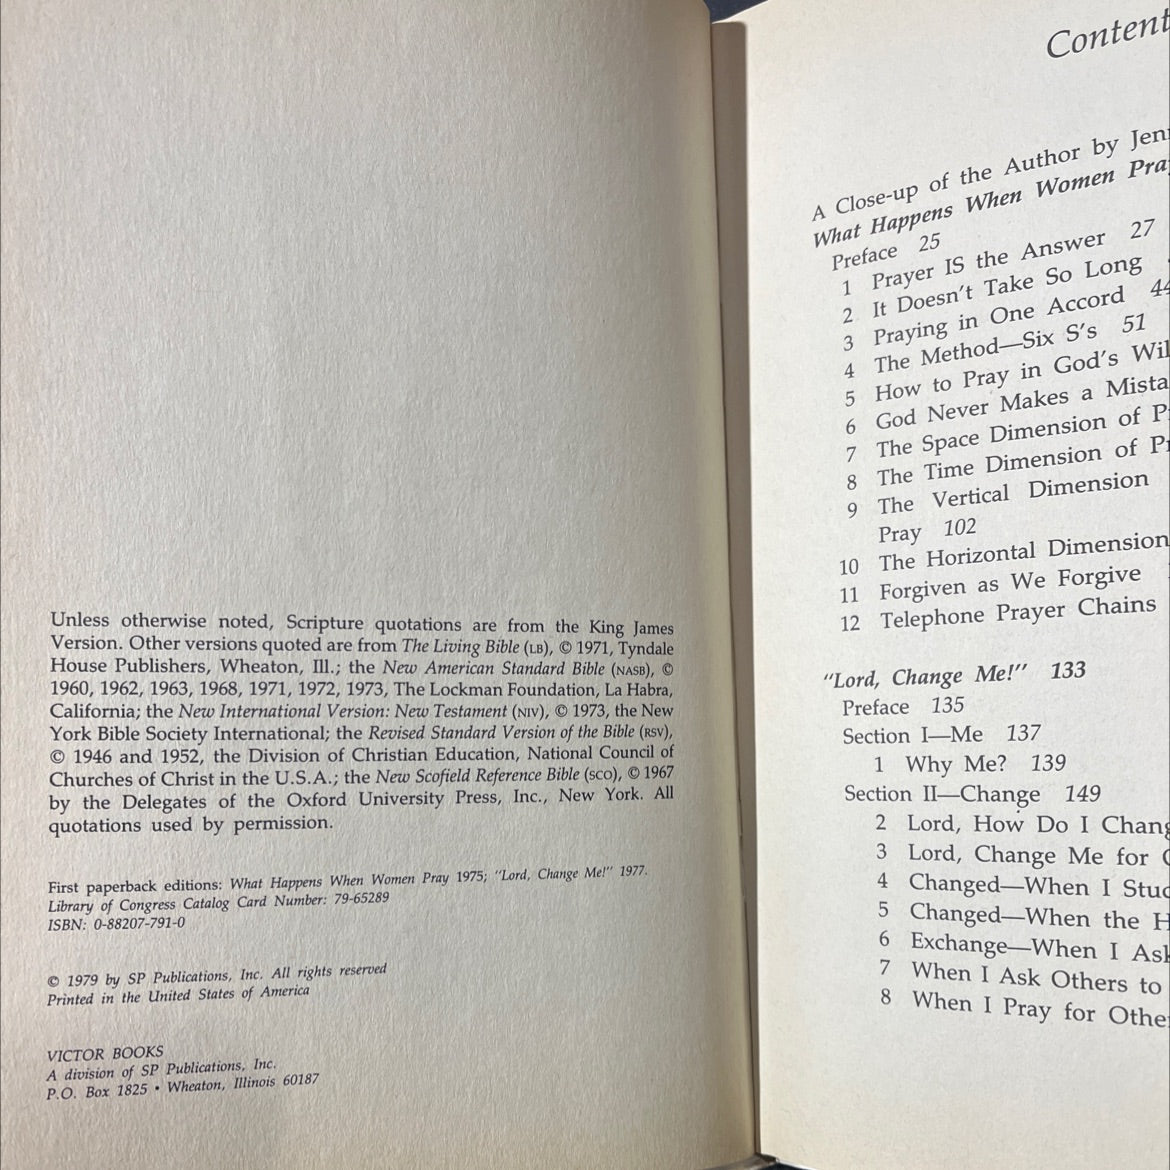 Unless otherwise noted, Scripture quotations are from the King James
Version. Other versions quoted are from The Living Bible (LB), © 1971, Tyndale
House Publishers, Wheaton, Ill.; the New American Standard Bible (NASB), ©
1960, 1962, 1963, 1968, 1971, 1972, 1973, The Lockman Foundation, La Habra,
California; the New International Version: New Testament (NIV), © 1973, the New
York Bible Society International; the Revised Standard Version of the Bible (RSV),
© 1946 and 1952, the Division of Christian Education, National Council of
Churches of Christ in the U.S.A.; the New Scofield Reference Bible (SCO), © 1967
by the Delegates of the Oxford University Press, Inc., New York. All
quotations used by permission.
First paperback editions: What Happens When Women Pray 1975; "Lord, Change Me!" 1977.
Library of Congress Catalog Card Number: 79-65289
ISBN: 0-88207-791-0
© 1979 by SP Publications, Inc. All rights reserved
Printed in the United States of America
VICTOR BOOKS
A division of SP Publications, Inc.
P.O. Box 1825 • Wheaton, Illinois 60187
Content
A Close-up of the Author by Jen
What Happens When Women Pra
Preface 25
1 Prayer IS the Answer 27
2 It Doesn't Take So Long
3 Praying in One Accord 44
4 The Method—Six S's 51
5 How to Pray in God's Wil
6 God Never Makes a Mista
7 The Space Dimension of P
8 The Time Dimension of Pr
9 The Vertical Dimension
Pray 102
10 The Horizontal Dimension
11 Forgiven as We Forgive
12 Telephone Prayer Chains
"Lord, Change Me!" 133
Preface 135
Section I—Me 137
1 Why Me? 139
Section II—Change 149
2 Lord, How Do I Chang
3 Lord, Change Me for
4 Changed—When I Stud
5 Changed—When the H
6 Exchange—When I Ask
7 When I Ask Others to
8 When I Pray for Othe